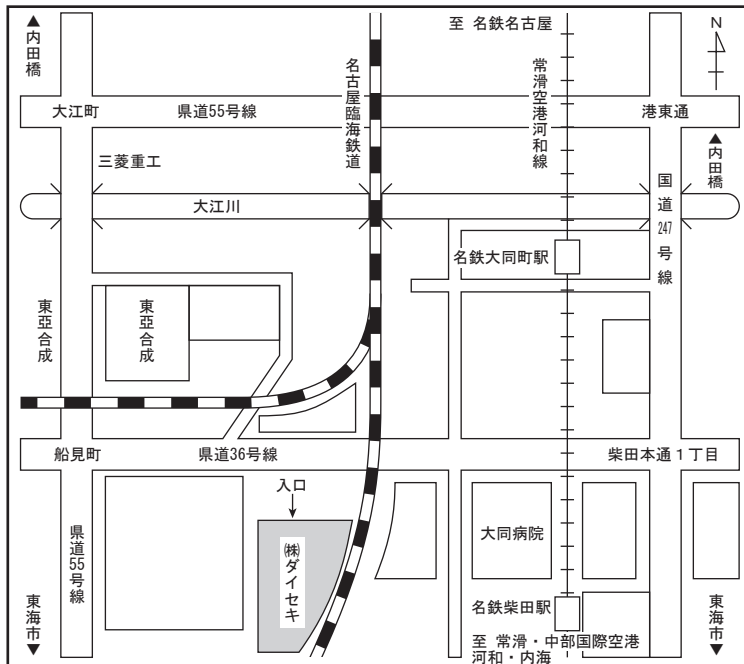 ▲内田橋
至 名鉄名古屋
N
名古屋臨海鉄道
常滑空港河和線
大江町
県道55号線
港東通
▲内田橋
三菱重工
国道247号線
大江川
名鉄大同町駅
東亞合成
東亞合成
船見町
県道36号線
柴田本通1丁目
入口
㈱ダイセキ
大同病院
県道55号線
名鉄柴田駅
東海市▼
至 常滑・中部国際空港
河和・内海
東海市▼